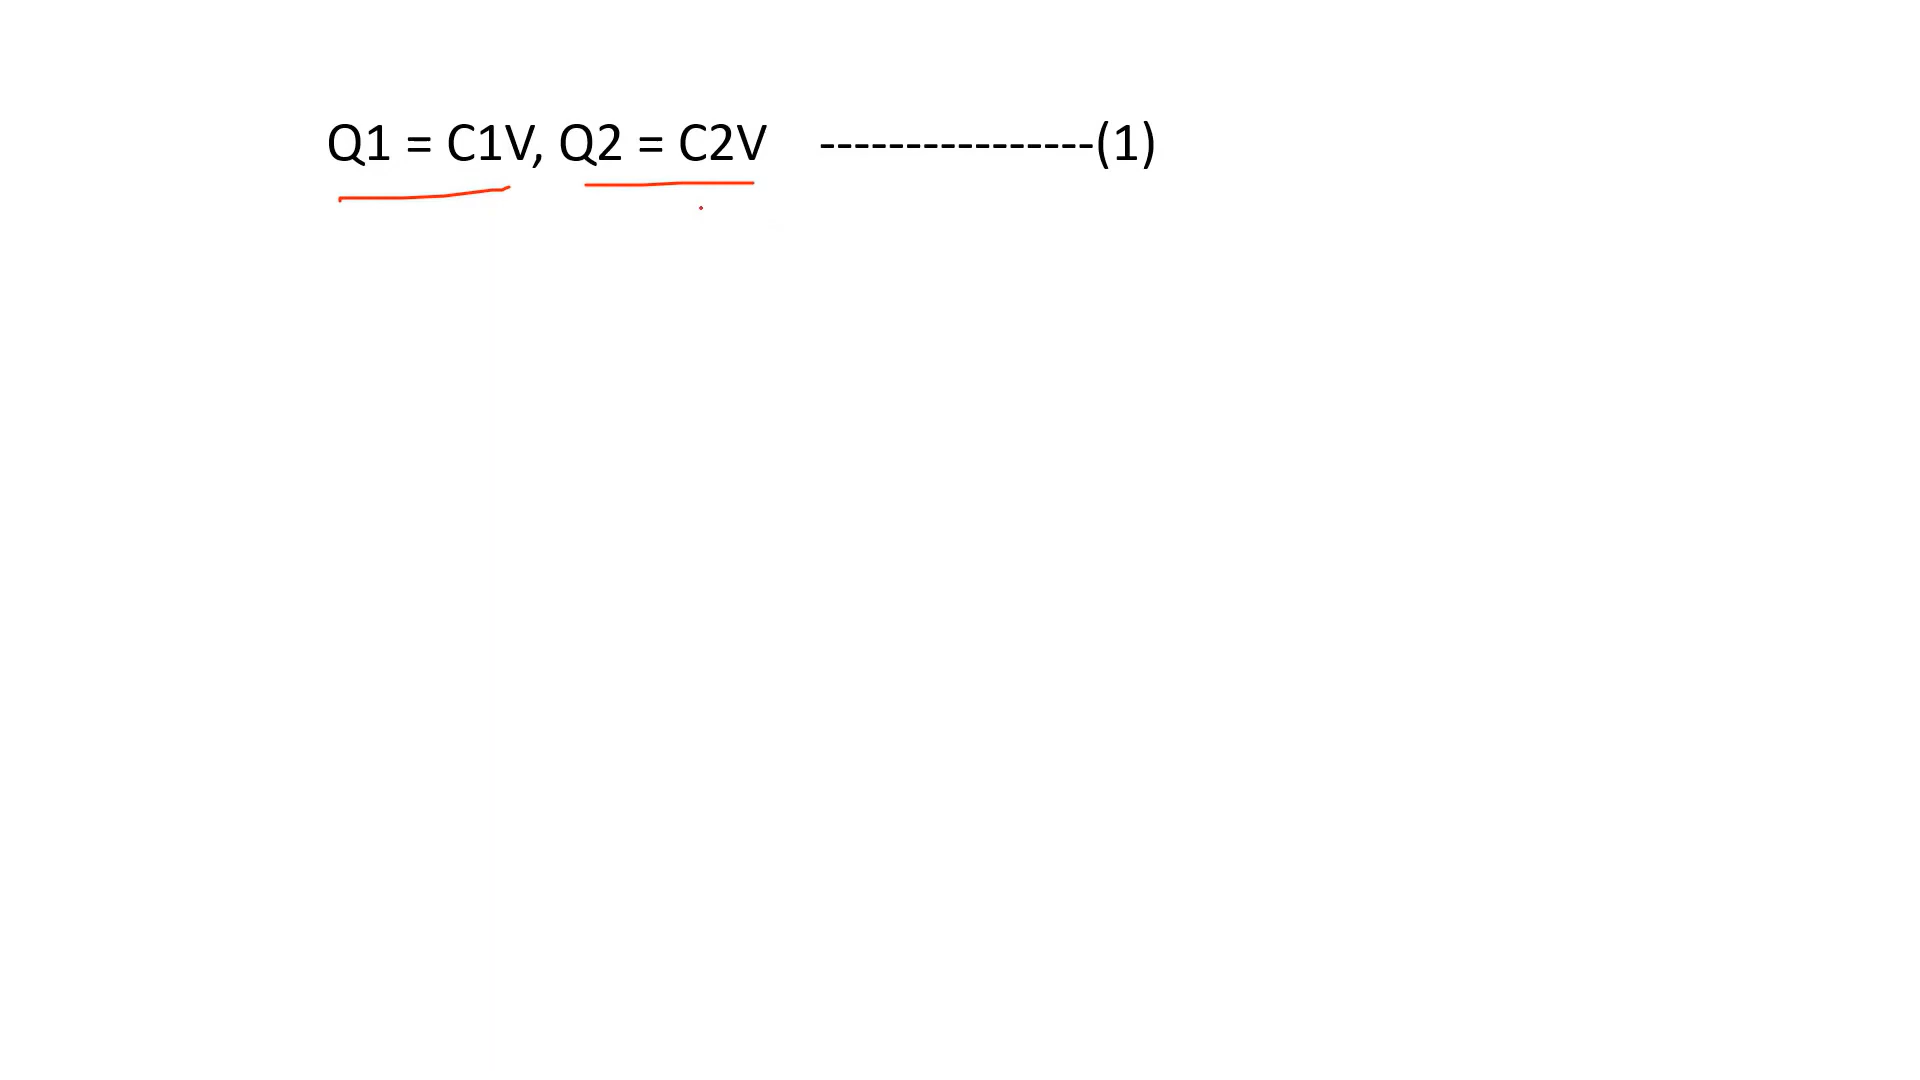 Q1 = C1V, Q2 = C2V ----------------(1)